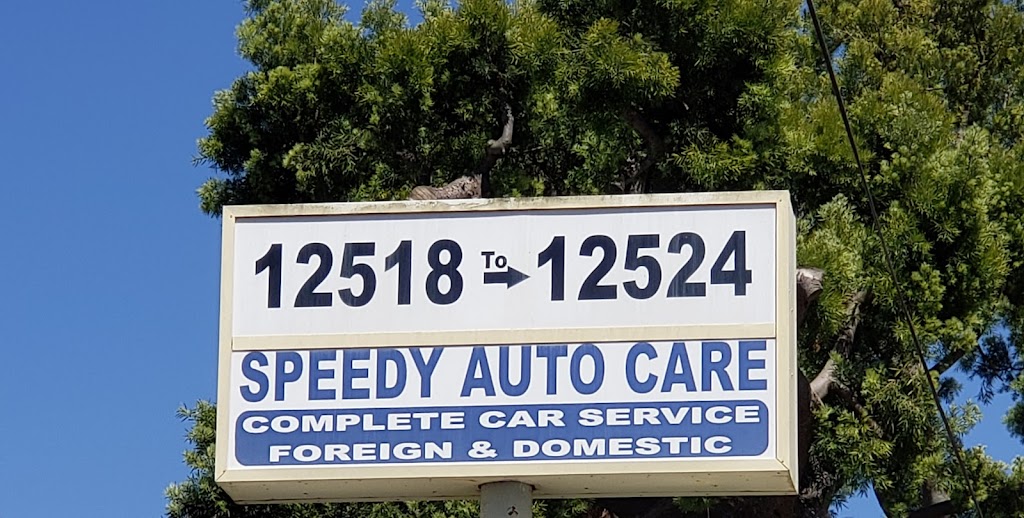 12518 To 12524
SPEEDY AUTO CARE
COMPLETE CAR SERVICE
FOREIGN & DOMESTIC